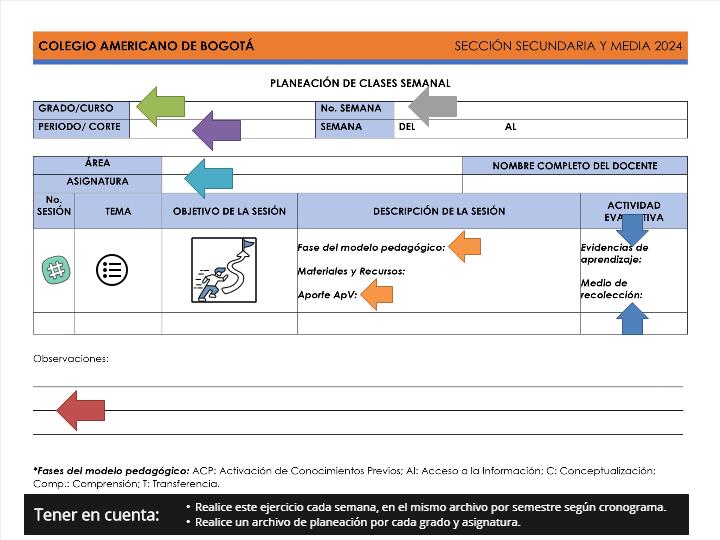 COLEGIO AMERICANO DE BOGOTÁ SECCIÓN SECUNDARIA Y MEDIA 2024
PLANEACIÓN DE CLASES SEMANAL
GRADO/CURSO No. SEMANA
PERIODO/ CORTE SEMANA DEL AL
ÁREA NOMBRE COMPLETO DEL DOCENTE
ASIGNATURA
No. SESIÓN TEMA OBJETIVO DE LA SESIÓN DESCRIPCIÓN DE LA SESIÓN ACTIVIDAD
Fase del modelo pedagógico:
Materiales y Recursos:
Aporte ApV:
Evidencias de
aprendizaje:
Medio de
recolección:
Observaciones:
*Fases del modelo pedagógico: ACP: Activación de Conocimientos Previos; AI: Acceso a la Información; C: Conceptualización;
Comp.: Comprensión; T: Transferencia.
Tener en cuenta:
• Realice este ejercicio cada semana, en el mismo archivo por semestre según cronograma.
• Realice un archivo de planeación por cada grado y asignatura.